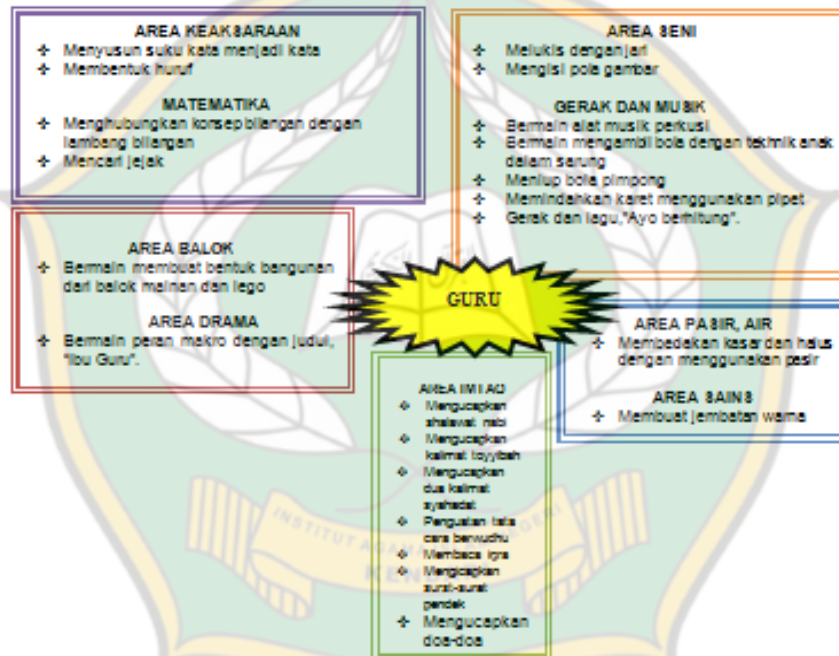 AREA KEAKSARAAN
❖ Menyusun suku kata menjadi kata
❖ Membentuk huruf
MATEMATIKA
❖ Menghubungkan konsep bilangan dengan
lambang bilangan
❖ Mencari jejak
AREA SENI
❖ Melukis dengan jari
❖ Mengisi pola gambar
GERAK DAN MUSIK
❖ Bermain alat musik perkusi
❖ Bermain mengambil bola dengan tekhnik anak
dalam sarung
❖ Meniup bola pimpong
❖ Memindahkan karet menggunakan pipet
❖ Gerak dan lagu,"Ayo berhitung".
AREA BALOK
❖ Bermain membuat bentuk bangunan
dari balok mainan dan lego
AREA DRAMA
❖ Bermain peran makro dengan judul,
"Ibu Guru".
GURU
AREA PASIR, AIR
❖ Membedakan kasar dan halus
dengan menggunakan pasir
AREA SAINS
❖ Membuat jembatan warna
AREA IMTAQ
❖ Mengucapkan
shalawat nabi
❖ Mengucapkan
kalimat toyyibah
❖ Mengucapkan
dua kalimat
syahadat
❖ Penguatan tata
cara berwudhu
❖ Membaca iqra
❖ Mengicapkan
surat-surat
pendek
❖ Mengucapkan
doa-doa
INSTITUT AGAMA